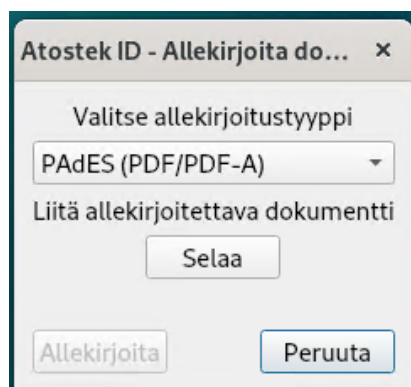 Atostek ID - Allekirjoita do...
Valitse allekirjoitustyyppi
PAdES (PDF/PDF-A)
Liitä allekirjoitettava dokumentti
Selaa
Allekirjoita
Peruuta